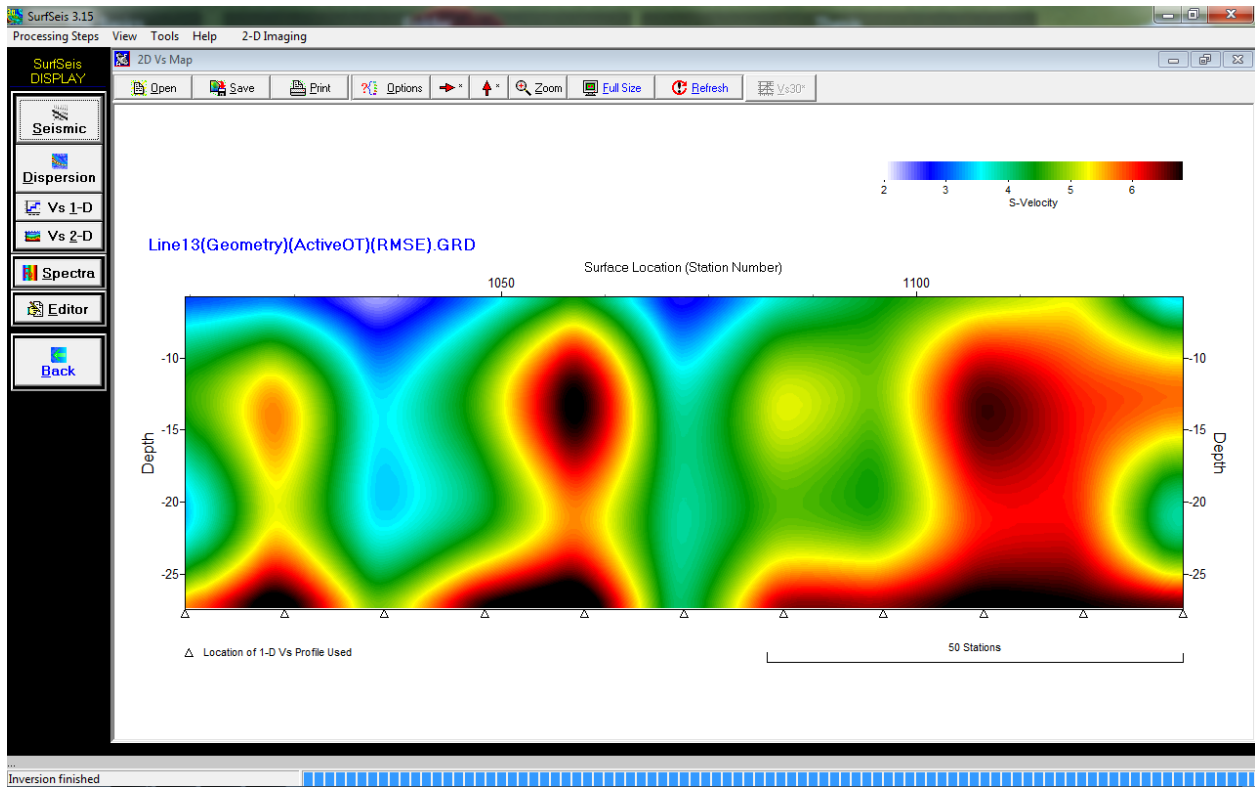 SurfSeis 3.15
Processing Steps View Tools Help 2-D Imaging
SurfSeis
DISPLAY
2D Vs Map
Open Save Print Options * * Zoom Full Size Refresh Vs30*
Seismic
Dispersion
Vs 1-D
Vs 2-D
Spectra
Editor
Back
2 3 4 5 6
S-Velocity
Line13(Geometry)(ActiveOT)(RMSE).GRD
Surface Location (Station Number)
1050 1100
-10 -10
-15 -15
-20 -20
-25 -25
Depth
Depth
Location of 1-D Vs Profile Used
50 Stations
...
Inversion finished